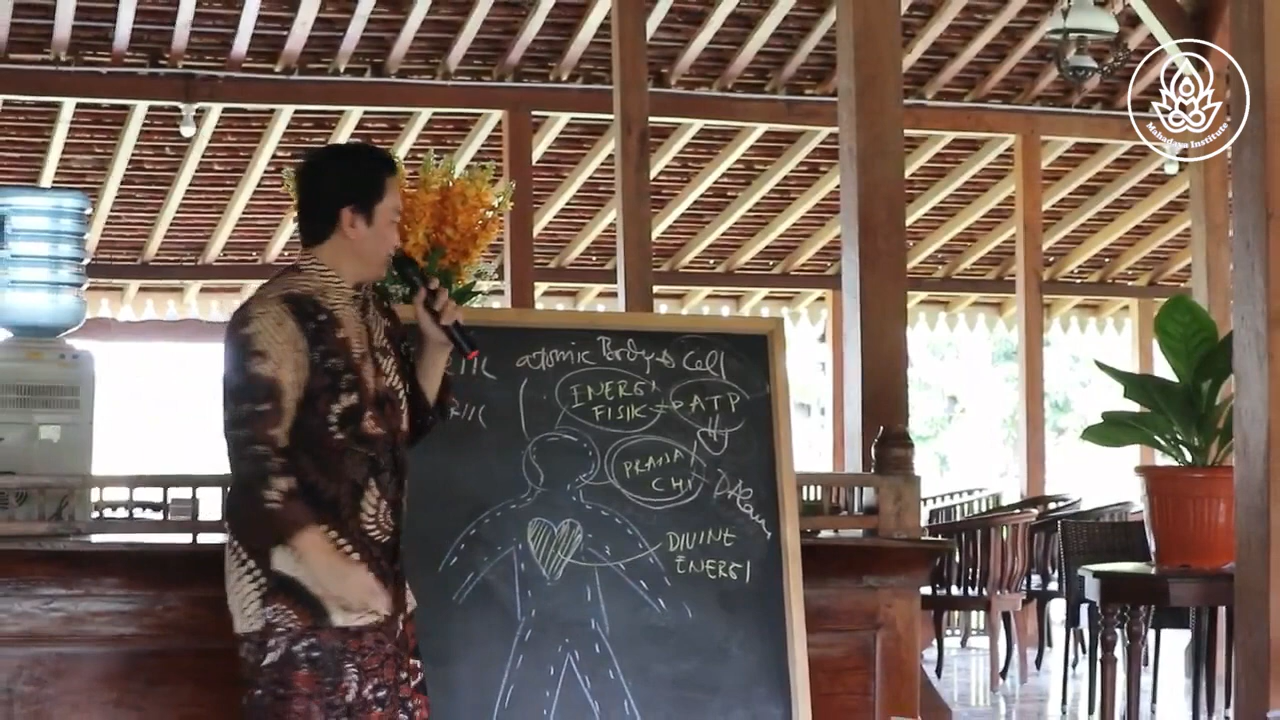 Mahadaya Institute
atomic Body Cell
ENERGI
FISIK
ATP
PRANA
CHI
DIVINE
ENERGI